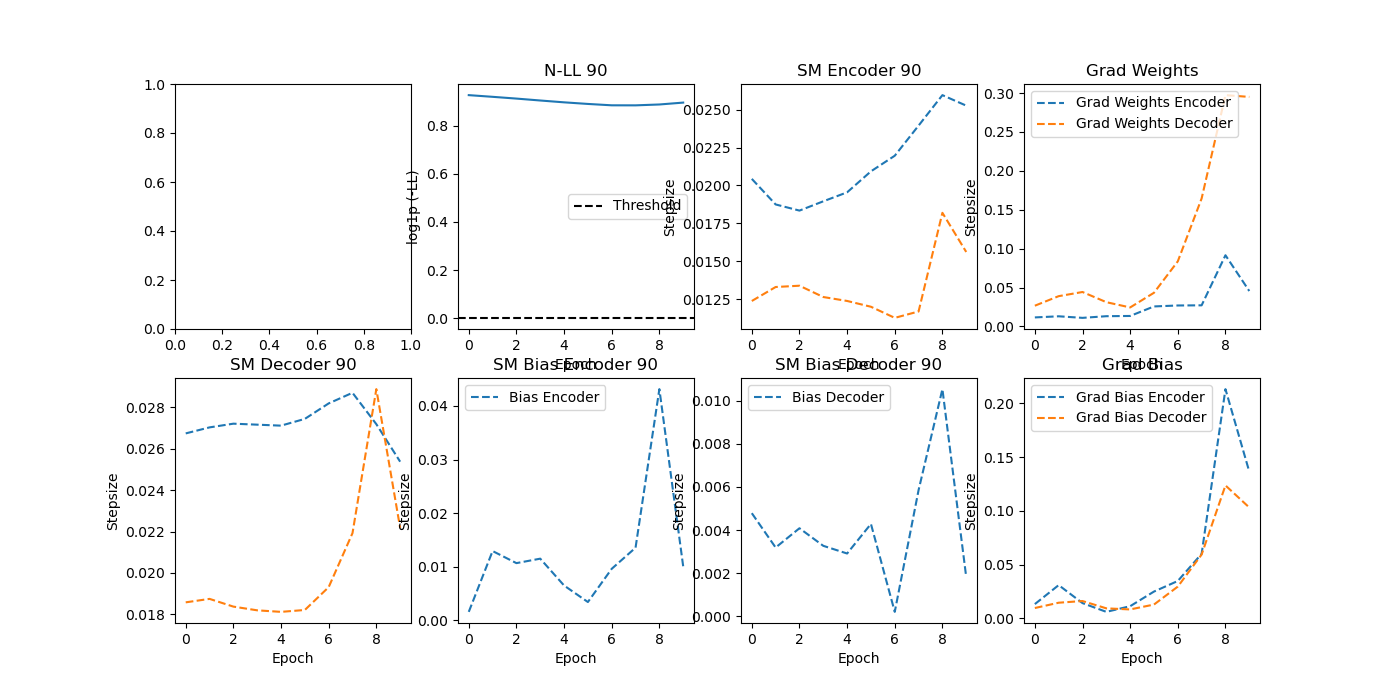 N-LL 90
SM Encoder 90
Grad Weights
1.0
0.8
0.6
0.4
0.2
0.0
0.0 0.2 0.4 0.6 0.8 1.0
log1p (-LL)
0.8
0.6
0.4
0.2
0.0
Threshold
0 2 4 6 8
Epoch
Stepsize
0.0250
0.0225
0.0200
0.0175
0.0150
0.0125
0 2 4 6 8
Epoch
Stepsize
0.30
0.25
0.20
0.15
0.10
0.05
0.00
Grad Weights Encoder
Grad Weights Decoder
0 2 4 6 8
Epoch
SM Decoder 90
SM Bias Encoder 90
SM Bias Decoder 90
Grad Bias
Stepsize
0.028
0.026
0.024
0.022
0.020
0.018
0 2 4 6 8
Epoch
Stepsize
0.04
0.03
0.02
0.01
0.00
Bias Encoder
0 2 4 6 8
Epoch
Stepsize
0.010
0.008
0.006
0.004
0.002
0.000
Bias Decoder
0 2 4 6 8
Epoch
Stepsize
0.20
0.15
0.10
0.05
0.00
Grad Bias Encoder
Grad Bias Decoder
0 2 4 6 8
Epoch